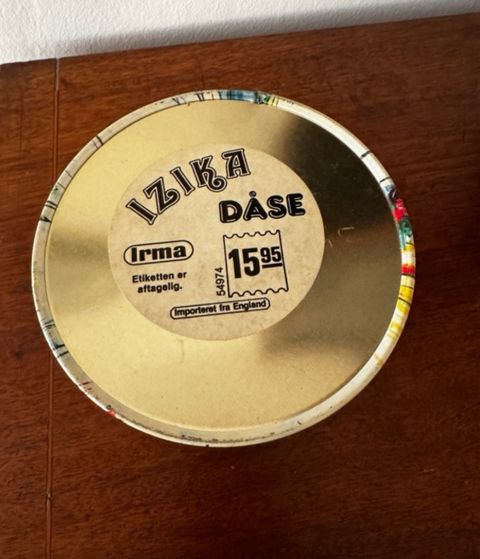 IZIKA
DÅSE
Irma
Etiketten er
aftagelig.
54974
15 95
Importeret fra England